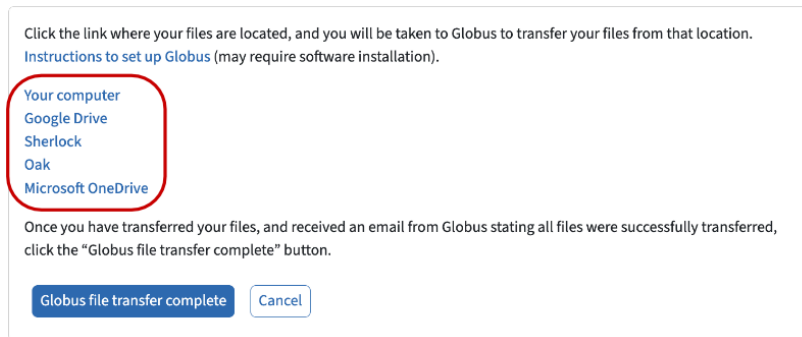 Click the link where your files are located, and you will be taken to Globus to transfer your files from that location.
Instructions to set up Globus (may require software installation).
Your computer
Google Drive
Sherlock
Oak
Microsoft OneDrive
Once you have transferred your files, and received an email from Globus stating all files were successfully transferred,
click the “Globus file transfer complete” button.
Globus file transfer complete
Cancel